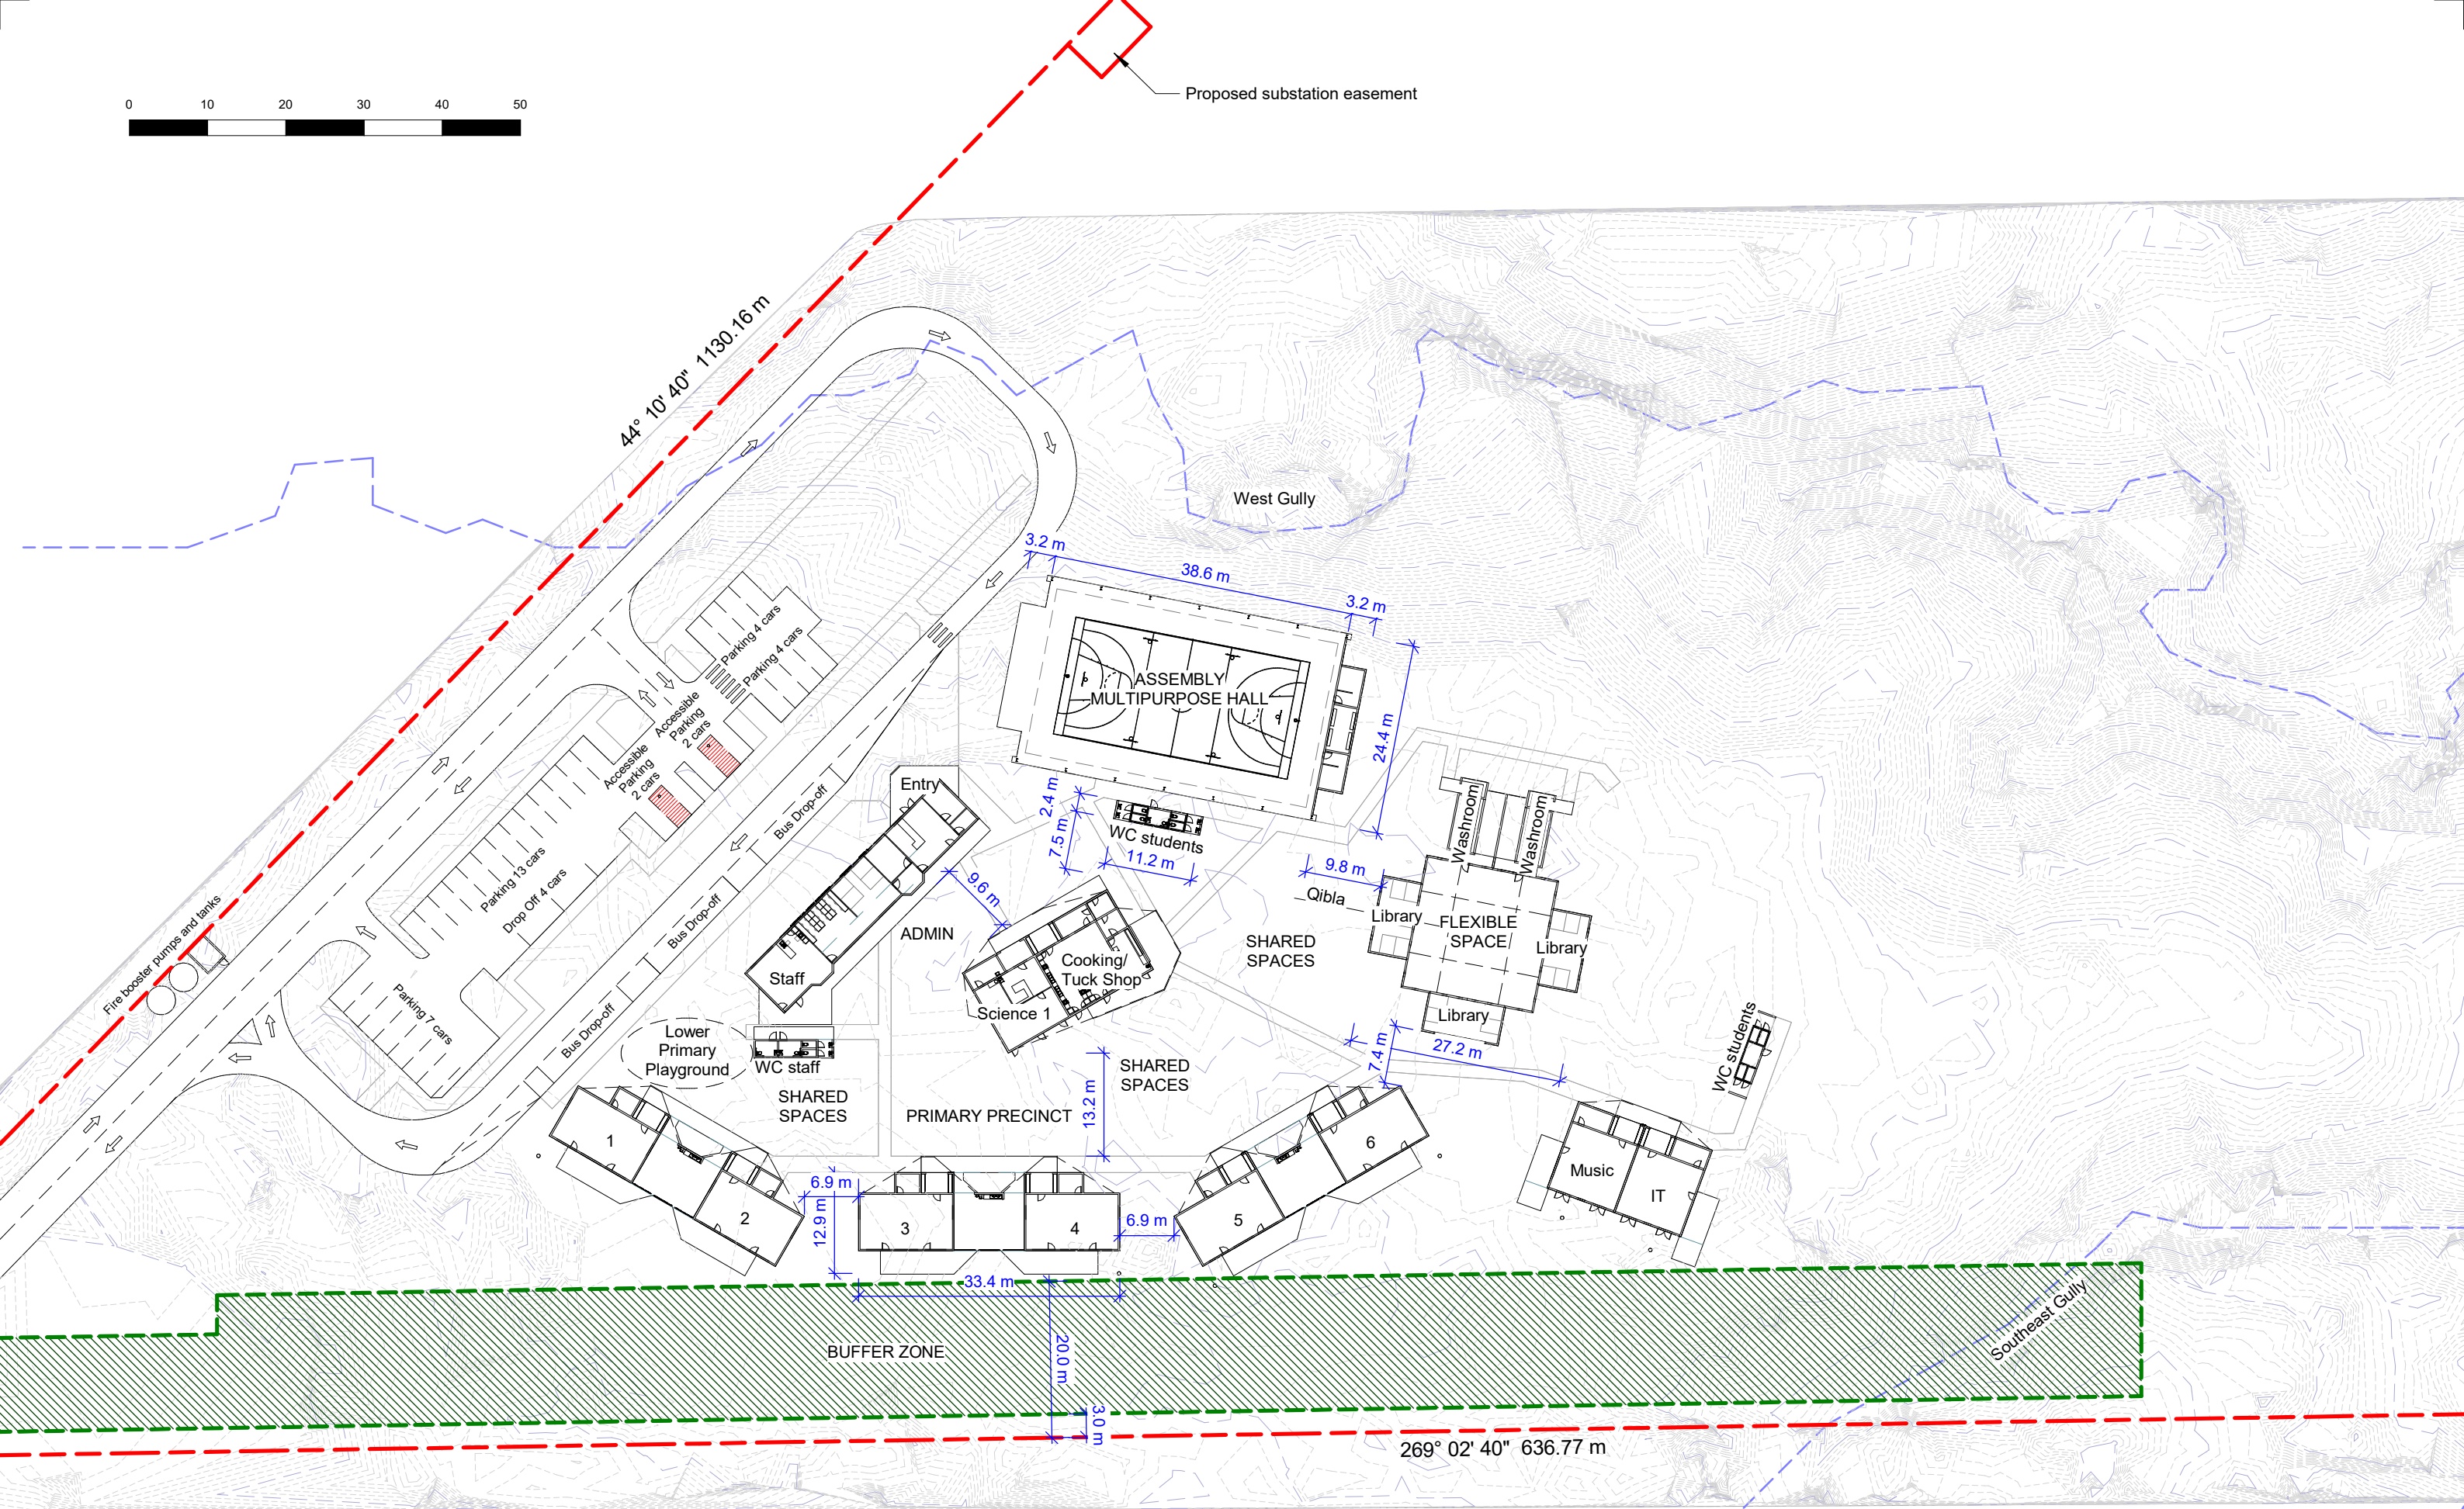 0 10 20 30 40 50
Proposed substation easement
44° 10' 40" 1130.16 m
West Gully
3.2 m
38.6 m
3.2 m
Parking 4 cars
Parking 4 cars
ASSEMBLY
MULTIPURPOSE HALL
24.4 m
Accessible
Parking
2 cars
Accessible
Parking
2 cars
Entry
Bus Drop-off
2.4 m
7.5 m
WC students
11.2 m
9.8 m
Washroom
Washroom
Parking 13 cars
Drop Off 4 cars
9.6 m
Qibla
Library
FLEXIBLE
SPACE
Library
Library
Fire booster pumps and tanks
Bus Drop-off
ADMIN
SHARED
SPACES
Cooking/
Tuck Shop
Staff
Science 1
Parking 7 cars
Bus Drop-off
Lower
Primary
Playground
WC staff
SHARED
SPACES
SHARED
SPACES
PRIMARY PRECINCT
13.2 m
7.4 m
27.2 m
WC students
1
2
6.9 m
12.9 m
3
4
6.9 m
5
6
Music
IT
33.4 m
BUFFER ZONE
20.0 m
3.0 m
Southeast Gully
269° 02' 40" 636.77 m